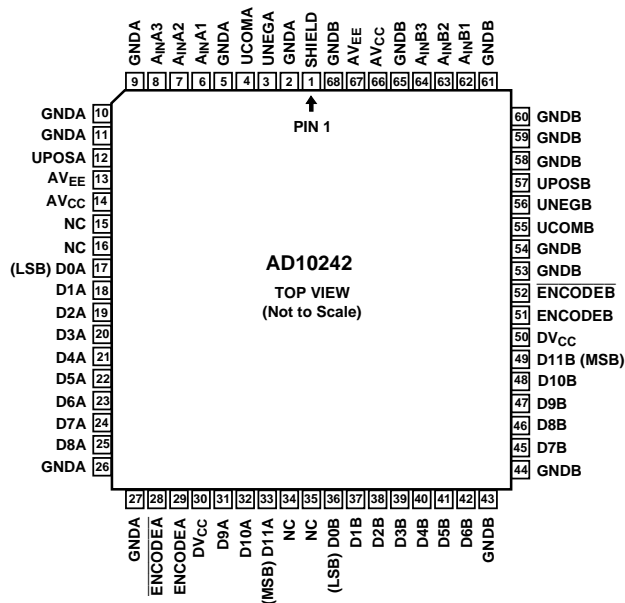 GNDA
AINA3
AINA2
AINA1
GNDA
UCOMA
UNEGA
GNDA
SHIELD
GNDB
AVEE
AVCC
GNDB
AINB3
AINB2
AINB1
GNDB
9 8 7 6 5 4 3 2 1 68 67 66 65 64 63 62 61
PIN 1
GNDA 10
GNDA 11
UPOSA 12
AVEE 13
AVCC 14
NC 15
NC 16
(LSB) D0A 17
D1A 18
D2A 19
D3A 20
D4A 21
D5A 22
D6A 23
D7A 24
D8A 25
GNDA 26
AD10242
TOP VIEW
(Not to Scale)
60 GNDB
59 GNDB
58 GNDB
57 UPOSB
56 UNEGB
55 UCOMB
54 GNDB
53 GNDB
52 ENCODEB
51 ENCODEB
50 DVCC
49 D11B (MSB)
48 D10B
47 D9B
46 D8B
45 D7B
44 GNDB
27 28 29 30 31 32 33 34 35 36 37 38 39 40 41 42 43
GNDA
ENCODEA
ENCODEA
DVCC
D9A
D10A
(MSB) D11A
NC
NC
(LSB) D0B
D1B
D2B
D3B
D4B
D5B
D6B
GNDB